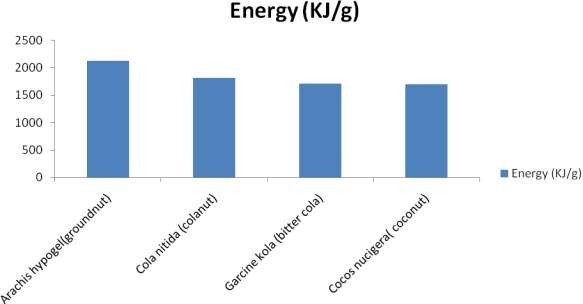 Energy (KJ/g)
2500
2000
1500
1000
500
0
Arachis hypogel(groundnut)
Cola nitida (colanut)
Garcine kola (bitter cola)
Cocos nucigera( coconut)
Energy (KJ/g)